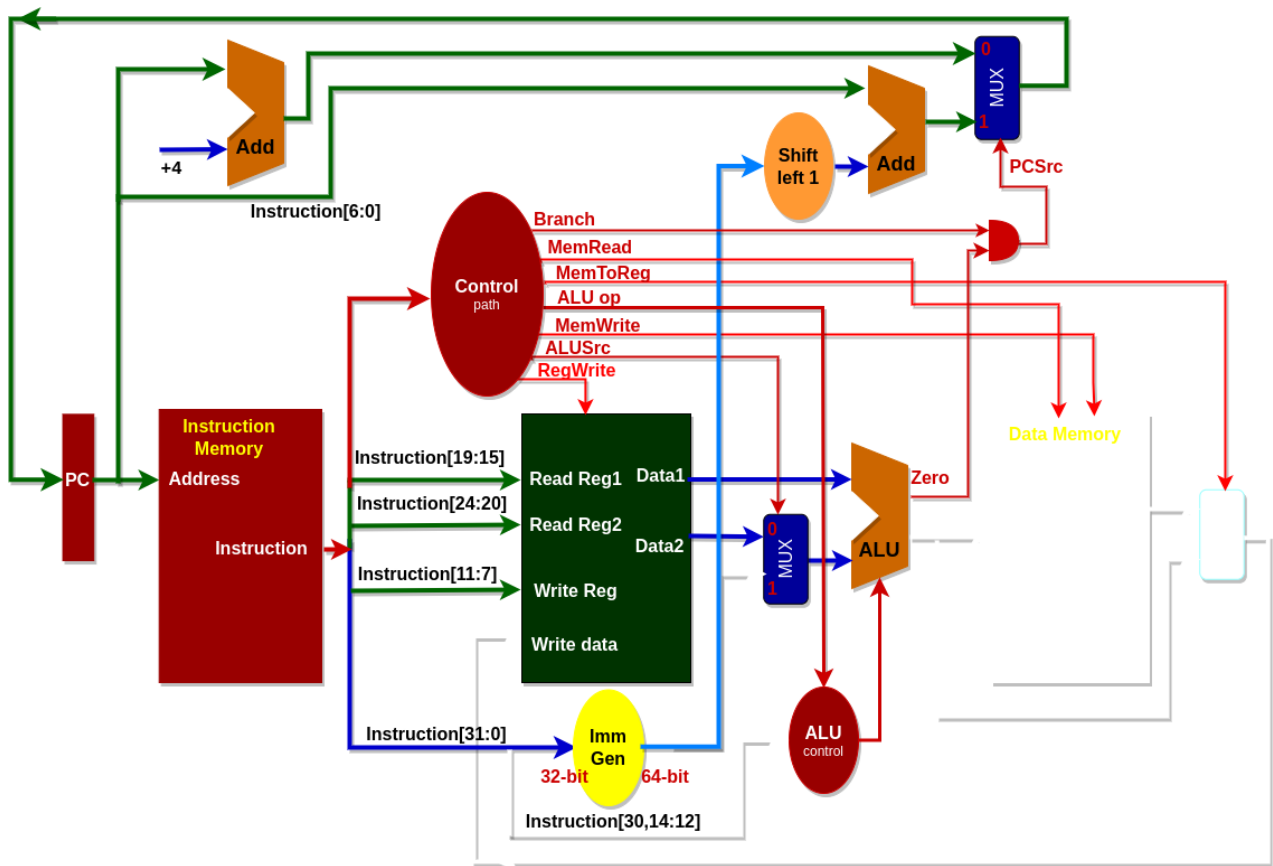 0
MUX
1
Add
+4
Shift
left 1
Add
PCSrc
Instruction[6:0]
Branch
MemRead
MemToReg
ALU op
MemWrite
ALUSrc
RegWrite
Control
path
Instruction
Memory
Address
Instruction
PC
Instruction[19:15]
Instruction[24:20]
Instruction[11:7]
Instruction[31:0]
Read Reg1
Data1
Read Reg2
Data2
Write Reg
Write data
0
MUX
1
Zero
ALU
Data Memory
Imm
Gen
32-bit
64-bit
ALU
control
Instruction[30,14:12]